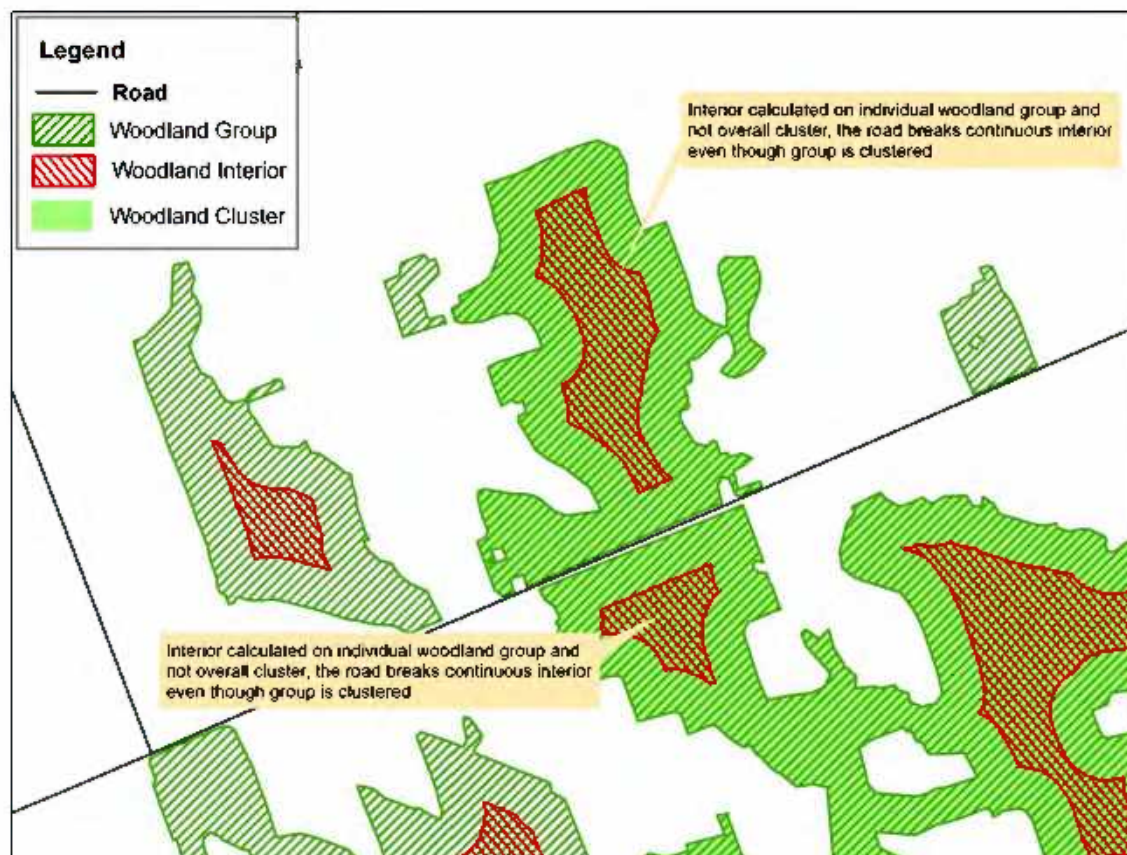 Legend
Road
Woodland Group
Woodland Interior
Woodland Cluster
Interior calculated on individual woodland group and
not overall cluster, the road breaks continuous interior
even though group is clustered
Interior calculated on individual woodland group and
not overall cluster, the road breaks continuous interior
even though group is clustered